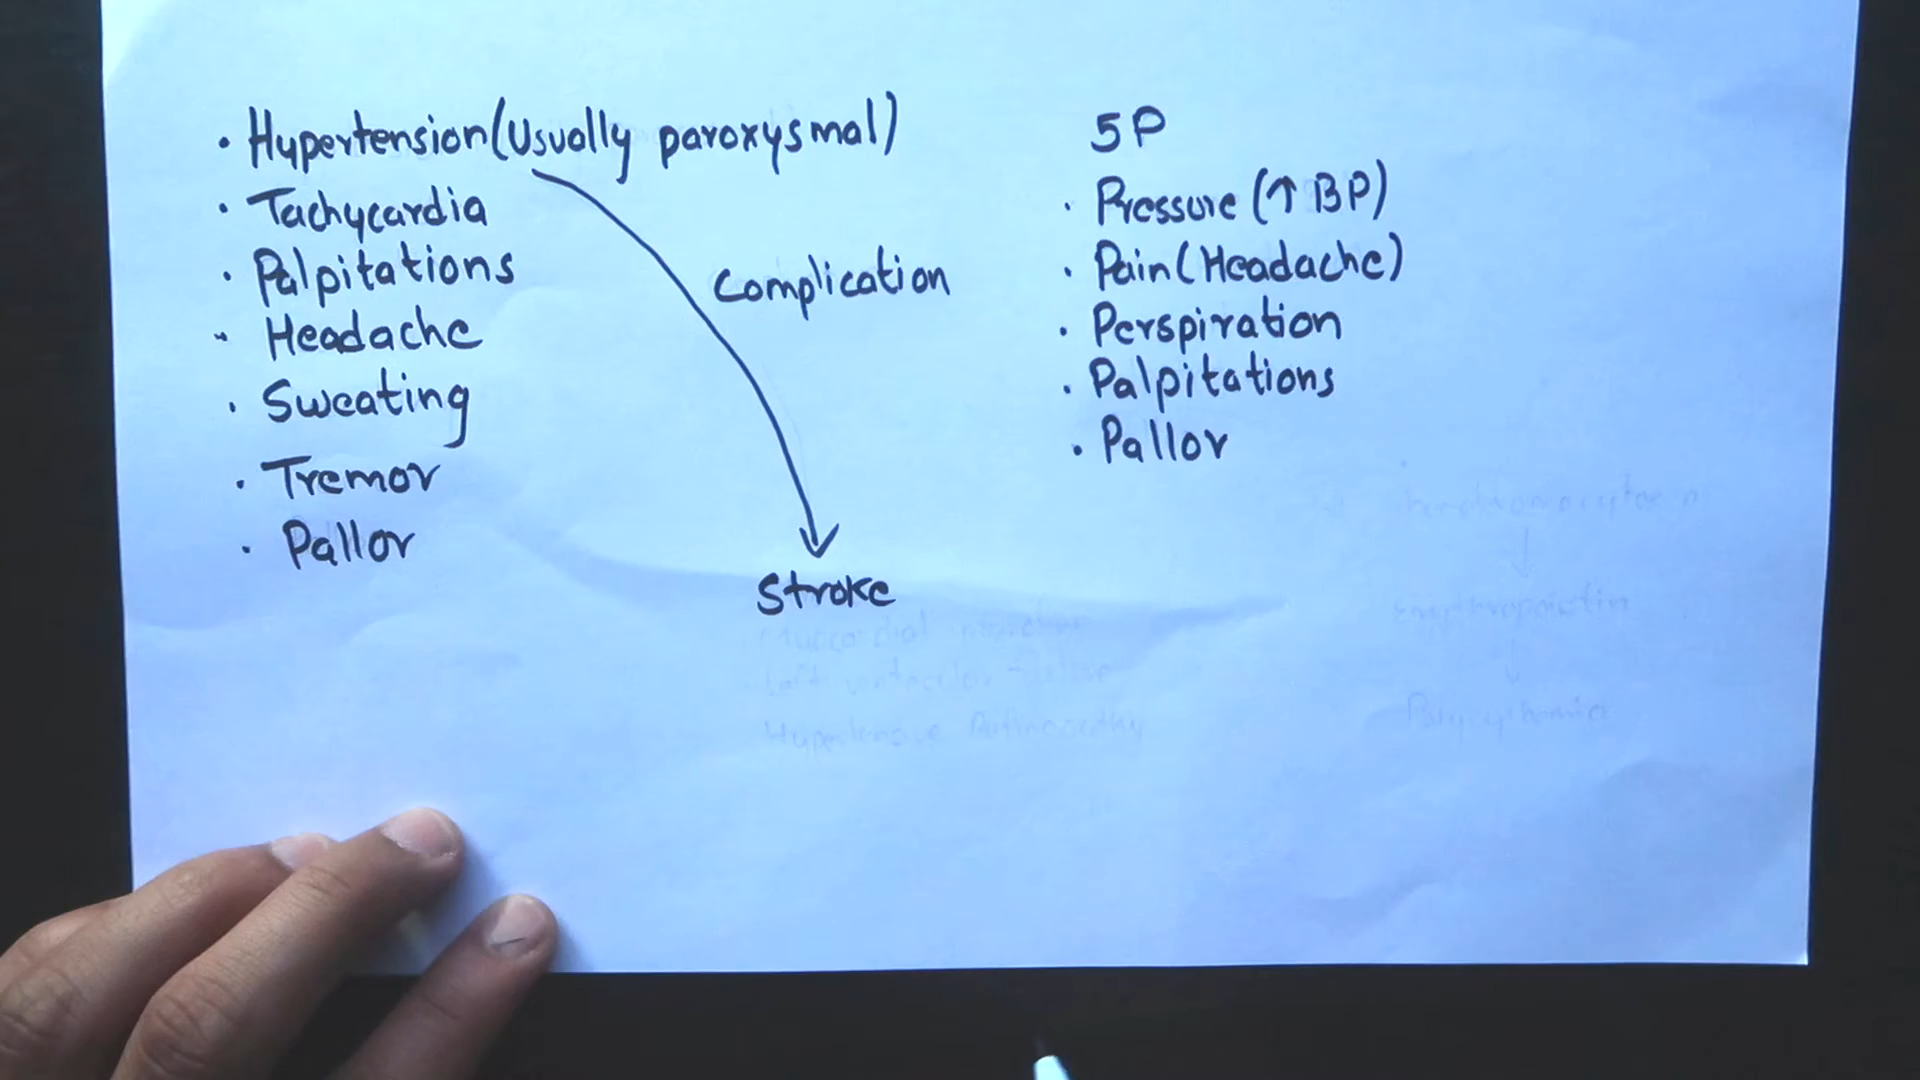 • Hypertension (Usually paroxysmal)
• Tachycardia
• Palpitations
• Headache
• Sweating
• Tremor
• Pallor
Complication
Stroke
5P
• Pressure (↑ BP)
• Pain (Headache)
• Perspiration
• Palpitations
• Pallor